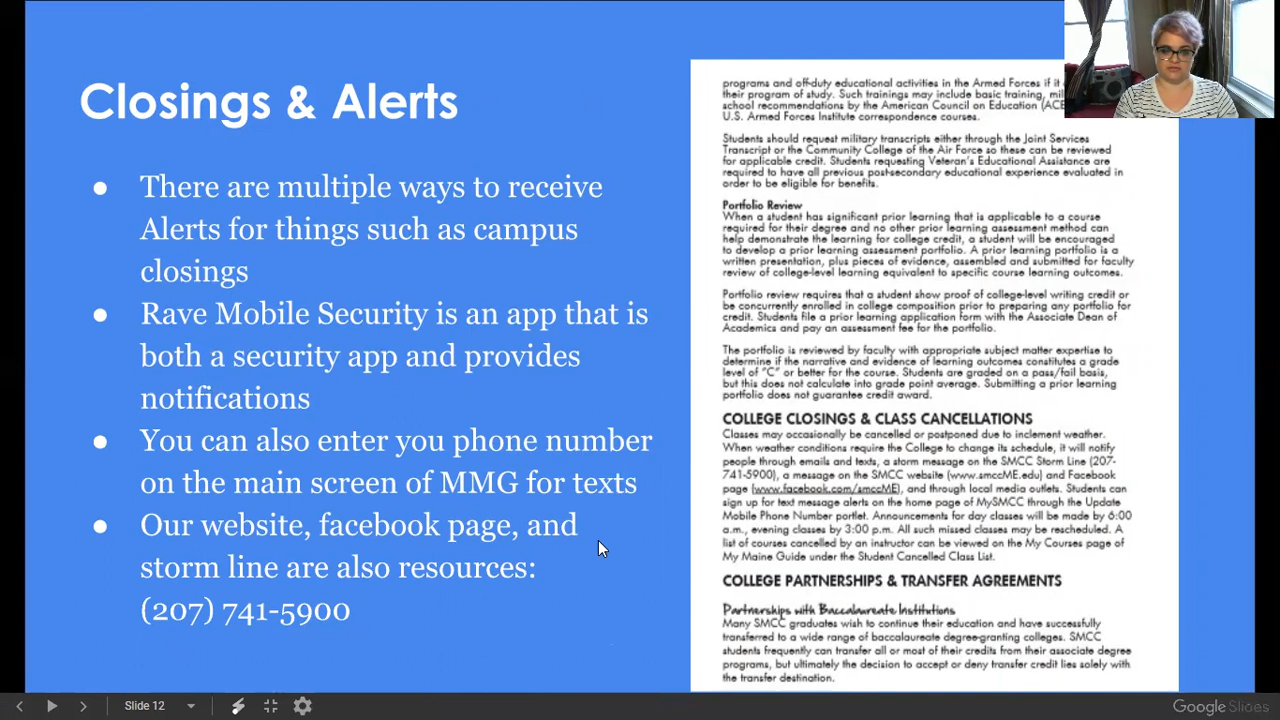 Closings & Alerts
● There are multiple ways to receive
Alerts for things such as campus
closings
● Rave Mobile Security is an app that is
both a security app and provides
notifications
● You can also enter you phone number
on the main screen of MMG for texts
● Our website, facebook page, and
storm line are also resources:
(207) 741-5900
programs and off-duty educational activities in the Armed Forces if it
their program of study. Such trainings may include basic training,
school recommendations by the American Council on Education (ACE
U.S. Armed Forces Institute correspondence courses.
Students should request military transcripts either through the Joint Services
Transcript or the Community College of the Air Force so these can be reviewed
for applicable credit. Students requesting Veteran's Educational Assistance are
required to have all previous post-secondary educational experience evaluated in
order to be eligible for benefits.
Portfolio Review
When a student has significant prior learning that is applicable to a course
required for their degree and no other prior learning assessment method can
help demonstrate the learning for college credit, a student will be encouraged
to develop a prior learning assessment portfolio. A prior learning portfolio is a
written presentation, plus pieces of evidence, assembled and submitted for faculty
review of college-level learning equivalent to specific course learning outcomes.
Portfolio review requires that a student show proof of college-level writing credit or
be concurrently enrolled in college composition prior to preparing any portfolio for
credit. Students file a prior learning application form with the Associate Dean of
Academics and pay an assessment fee for the portfolio.
The portfolio is reviewed by faculty with appropriate subject matter expertise to
determine if the narrative and evidence of learning outcomes constitutes a grade
level of "C" or better for the course. Students are graded on a pass/fail basis,
but this does not calculate into grade point average. Submitting a prior learning
portfolio does not guarantee credit award.
COLLEGE CLOSINGS & CLASS CANCELLATIONS
Classes may occasionally be cancelled or postponed due to inclement weather.
When weather conditions require the College to change its schedule, it will notify
people through emails and texts, a storm message on the SMCC Storm Line (207-
741-5900), a message on the SMCC website (www.smccME.edu) and Facebook
page (www.facebook.com/smccME), and through local media outlets. Students can
sign up for text message alerts on the home page of MySMCC through the Update
Mobile Phone Number portlet. Announcements for day classes will be made by 6:00
a.m., evening classes by 3:00 p.m. All such missed classes may be rescheduled. A
list of courses cancelled by an instructor can be viewed on the My Courses page of
My Maine Guide under the Student Cancelled Class List.
COLLEGE PARTNERSHIPS & TRANSFER AGREEMENTS
Partnerships with Baccalaureate Institutions
Many SMCC graduates wish to continue their education and have successfully
transferred to a wide range of baccalaureate degree-granting colleges. SMCC
students frequently can transfer all or most of their credits from their associate degree
programs, but ultimately the decision to accept or deny transfer credit lies solely with
the transfer destination.
Slide 12
Google Slides